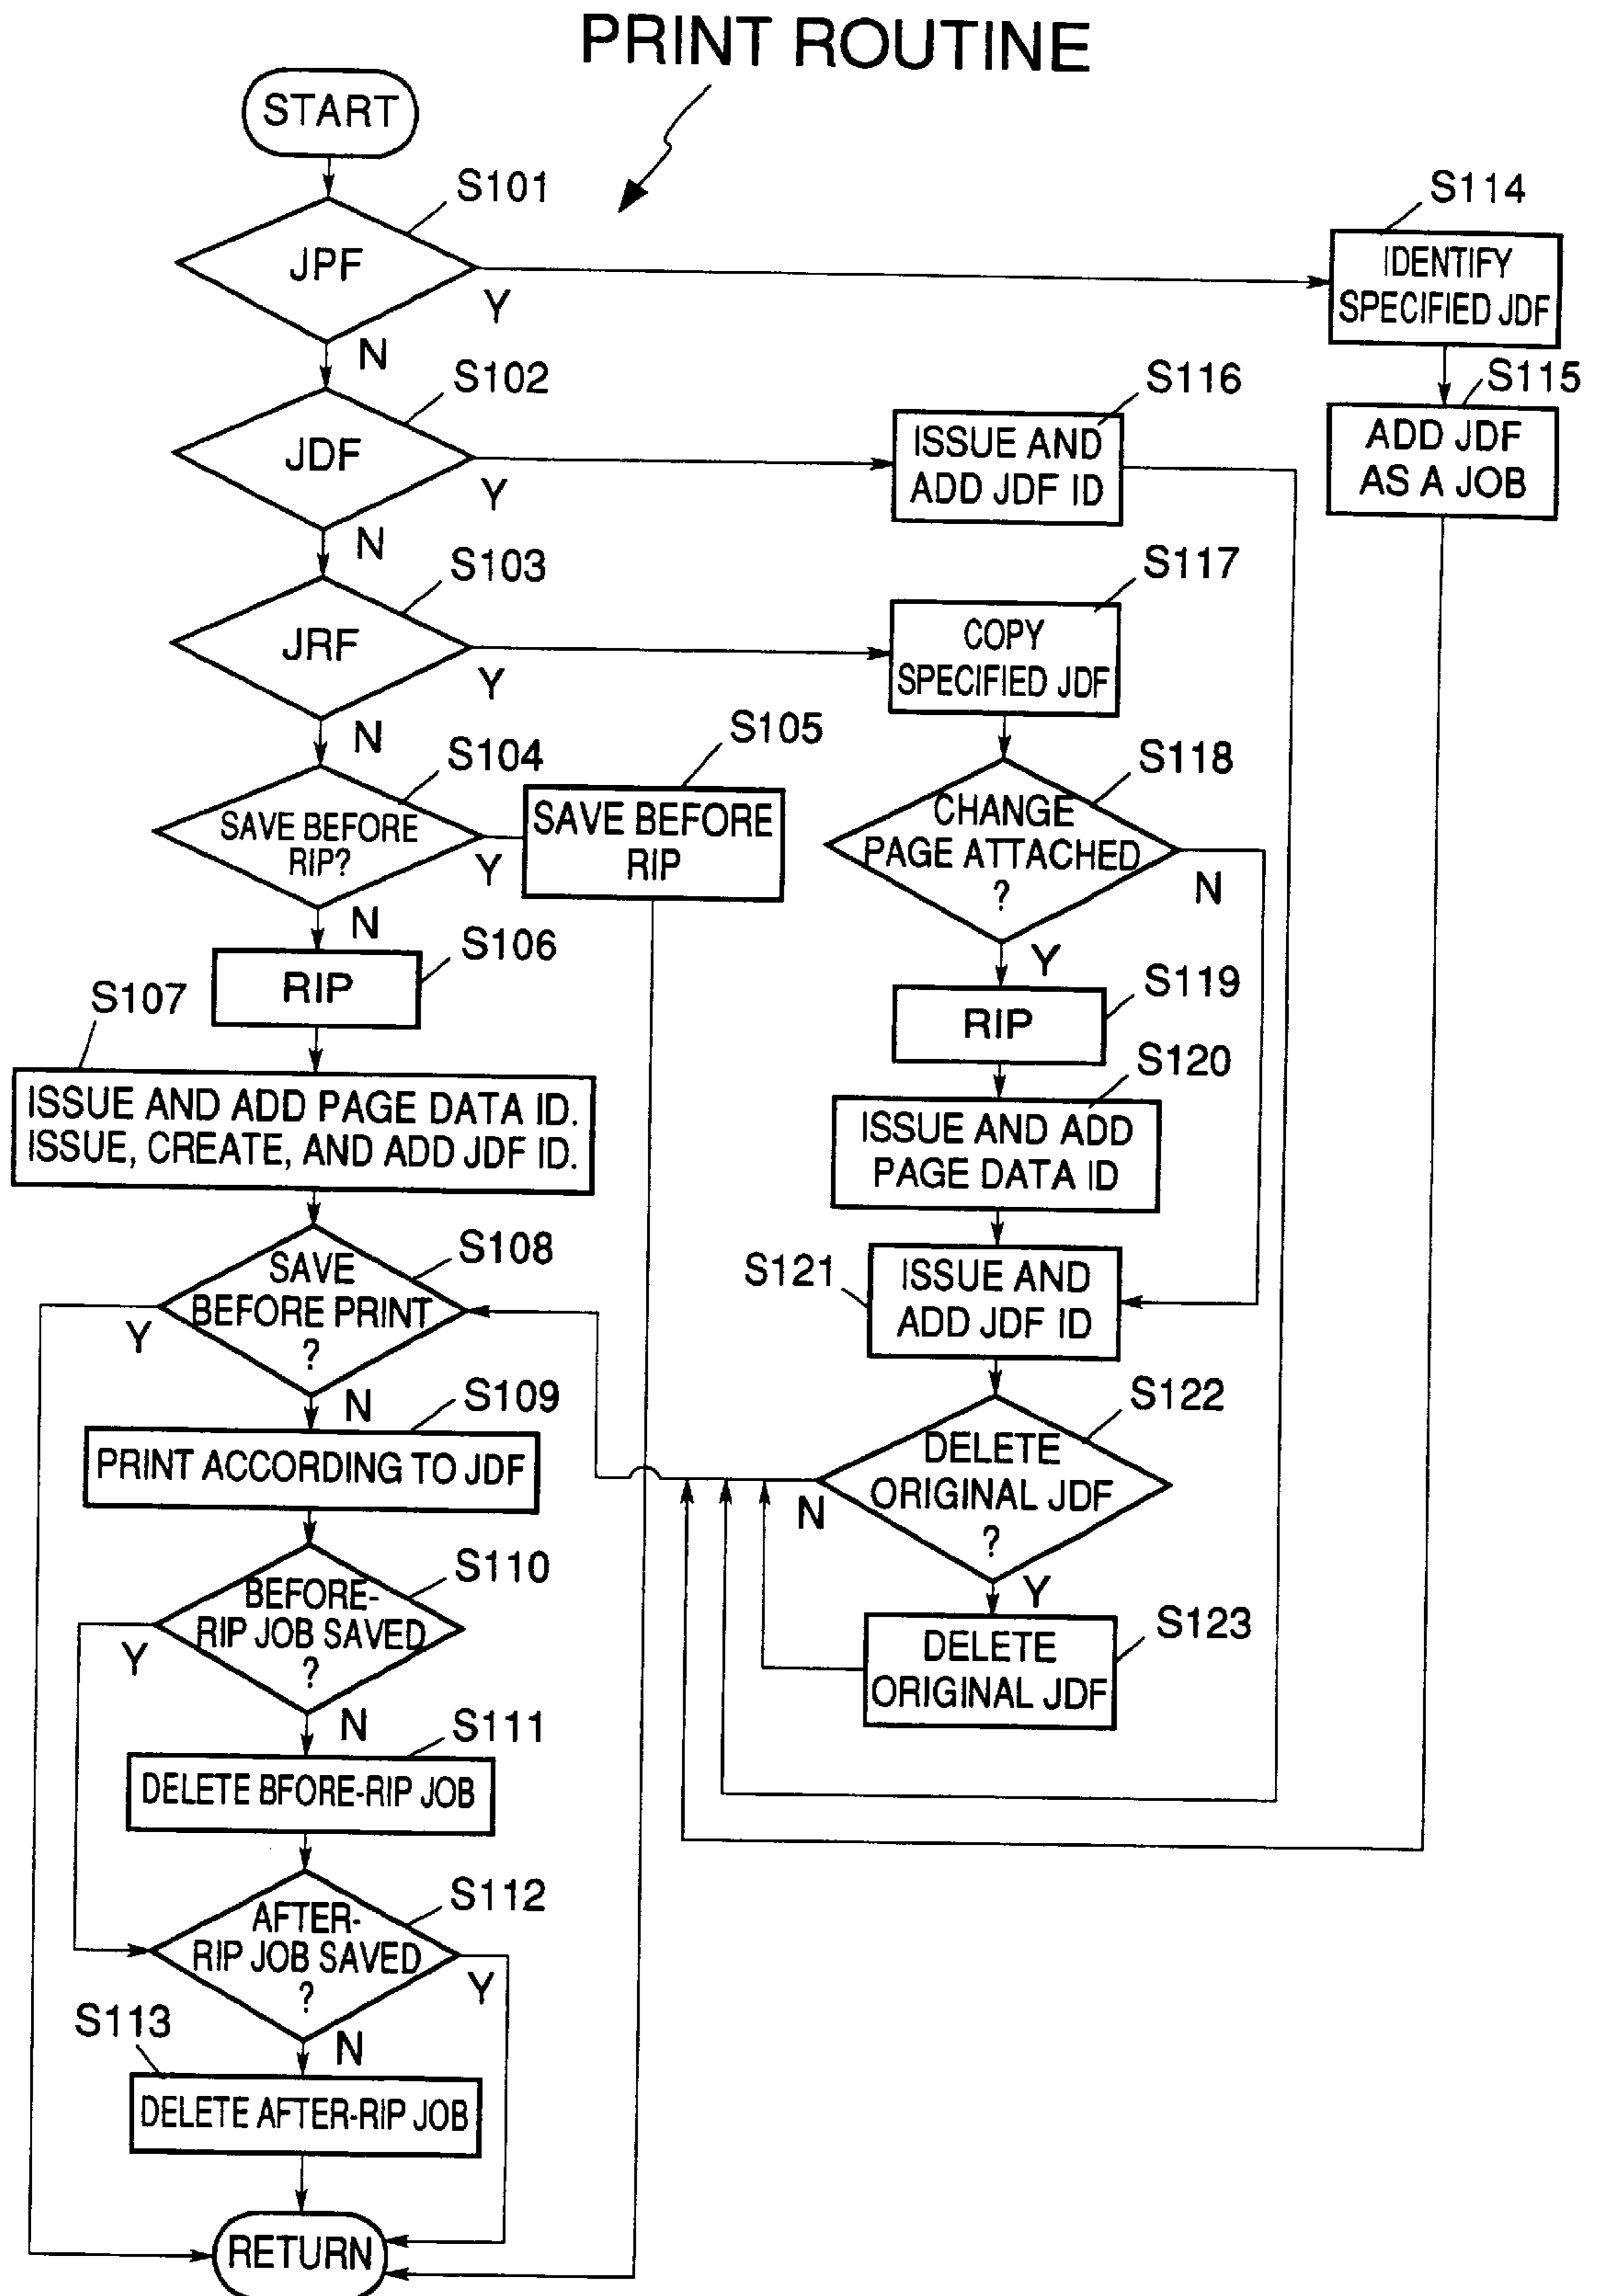 PRINT ROUTINE
START
S101
JPF
Y
N
S114
IDENTIFY
SPECIFIED JDF
S115
ADD JDF
AS A JOB
S102
JDF
Y
N
S116
ISSUE AND
ADD JDF ID
S103
JRF
Y
N
S117
COPY
SPECIFIED JDF
S104
SAVE BEFORE
RIP?
Y
N
S105
SAVE BEFORE
RIP
S118
CHANGE
PAGE ATTACHED
?
N
Y
S106
RIP
S119
RIP
S107
ISSUE AND ADD PAGE DATA ID.
ISSUE, CREATE, AND ADD JDF ID.
S120
ISSUE AND ADD
PAGE DATA ID
S108
SAVE
BEFORE PRINT
?
Y
N
S121
ISSUE AND
ADD JDF ID
S109
PRINT ACCORDING TO JDF
S122
DELETE
ORIGINAL JDF
?
N
Y
S110
BEFORE-
RIP JOB SAVED
?
Y
N
S123
DELETE
ORIGINAL JDF
S111
DELETE BFORE-RIP JOB
S112
AFTER-
RIP JOB SAVED
?
Y
N
S113
DELETE AFTER-RIP JOB
RETURN